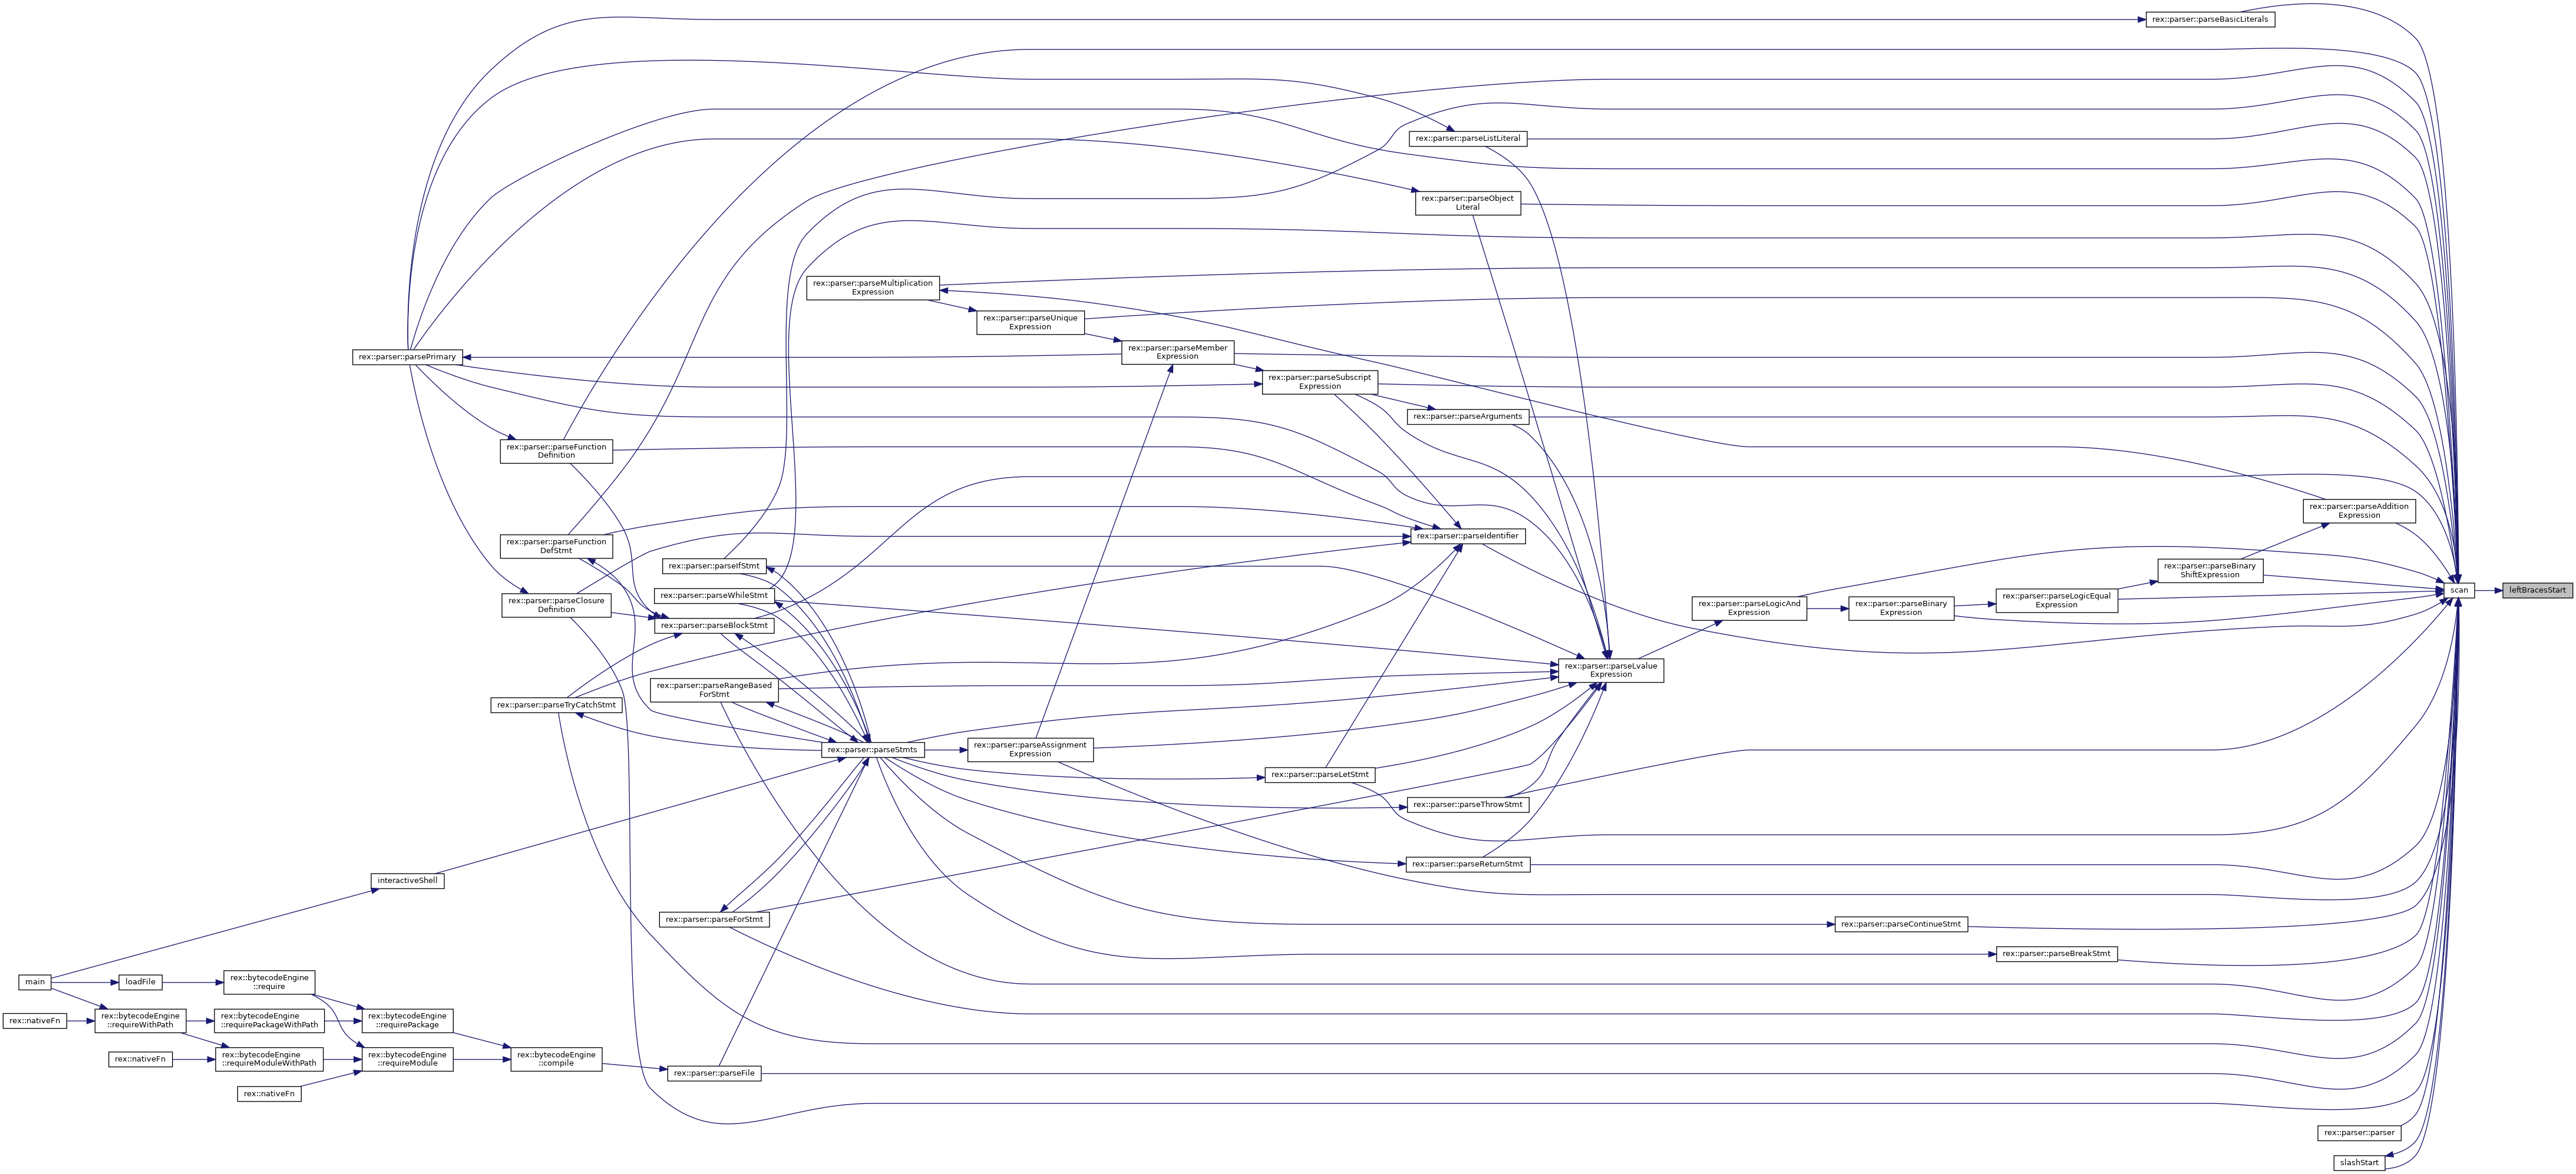 rex::parser::parseBasicLiterals
rex::parser::parseListLiteral
rex::parser::parseObject
Literal
rex::parser::parseMultiplication
Expression
rex::parser::parseUnique
Expression
rex::parser::parseMember
Expression
rex::parser::parsePrimary
rex::parser::parseSubscript
Expression
rex::parser::parseArguments
rex::parser::parseFunction
Definition
rex::parser::parseAddition
Expression
rex::parser::parseIdentifier
rex::parser::parseFunction
DefStmt
rex::parser::parseIfStmt
rex::parser::parseBinary
ShiftExpression
rex::parser::parseWhileStmt
scan
leftBracesStart
rex::parser::parseLogicEqual
Expression
rex::parser::parseClosure
Definition
rex::parser::parseLogicAnd
Expression
rex::parser::parseBinary
Expression
rex::parser::parseBlockStmt
rex::parser::parseLvalue
Expression
rex::parser::parseRangeBased
ForStmt
rex::parser::parseTryCatchStmt
rex::parser::parseStmts
rex::parser::parseAssignment
Expression
rex::parser::parseLetStmt
rex::parser::parseThrowStmt
rex::parser::parseReturnStmt
interactiveShell
rex::parser::parseForStmt
rex::parser::parseContinueStmt
rex::parser::parseBreakStmt
main
loadFile
rex::bytecodeEngine
::require
rex::nativeFn
rex::bytecodeEngine
::requireWithPath
rex::bytecodeEngine
::requirePackageWithPath
rex::bytecodeEngine
::requirePackage
rex::nativeFn
rex::bytecodeEngine
::requireModuleWithPath
rex::bytecodeEngine
::requireModule
rex::bytecodeEngine
::compile
rex::parser::parseFile
rex::nativeFn
rex::parser::parser
slashStart